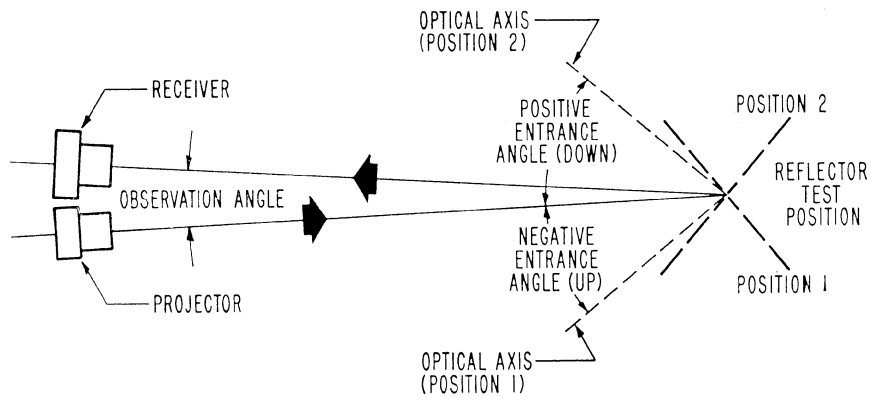 OPTICAL AXIS
(POSITION 2)
RECEIVER
POSITIVE
ENTRANCE
ANGLE (DOWN)
POSITION 2
OBSERVATION ANGLE
REFLECTOR
TEST
POSITION
NEGATIVE
ENTRANCE
ANGLE (UP)
POSITION 1
PROJECTOR
OPTICAL AXIS
(POSITION 1)